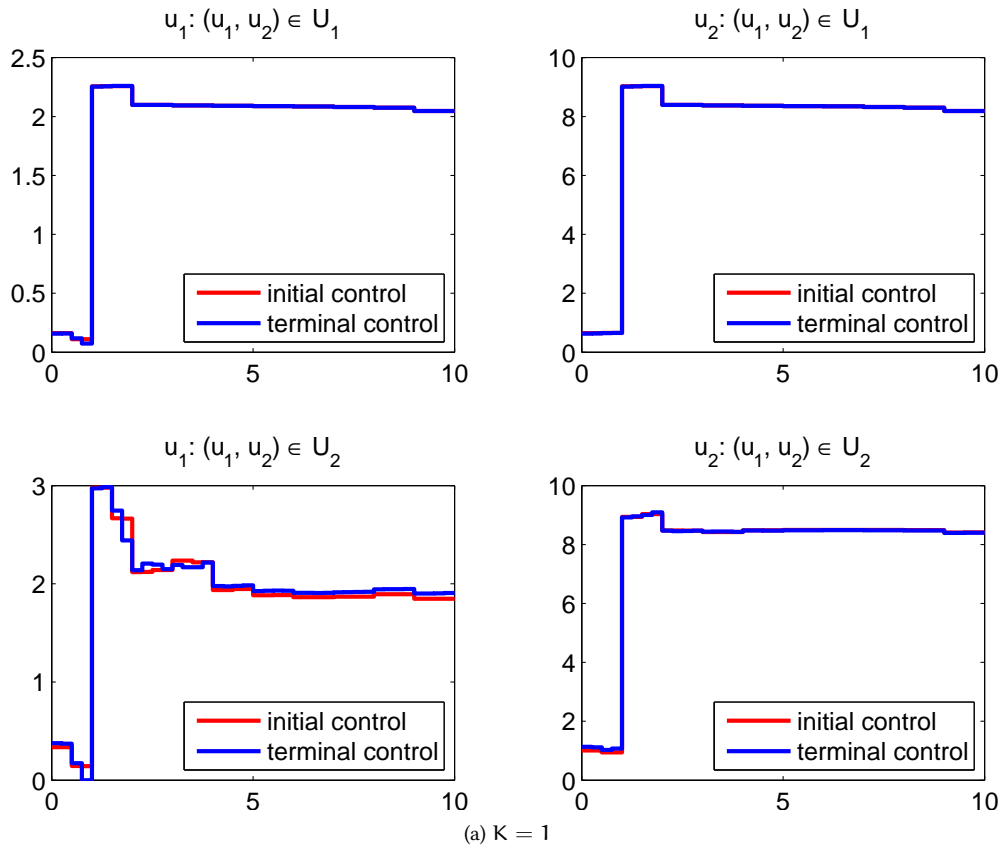 u1: (u1, u2) ∈ U1
u2: (u1, u2) ∈ U1
2.5
2
1.5
1
0.5
0
0
5
10
initial control
terminal control
10
8
6
4
2
0
0
5
10
initial control
terminal control
u1: (u1, u2) ∈ U2
u2: (u1, u2) ∈ U2
3
2
1
0
0
5
10
initial control
terminal control
10
8
6
4
2
0
0
5
10
initial control
terminal control
(a) K = 1